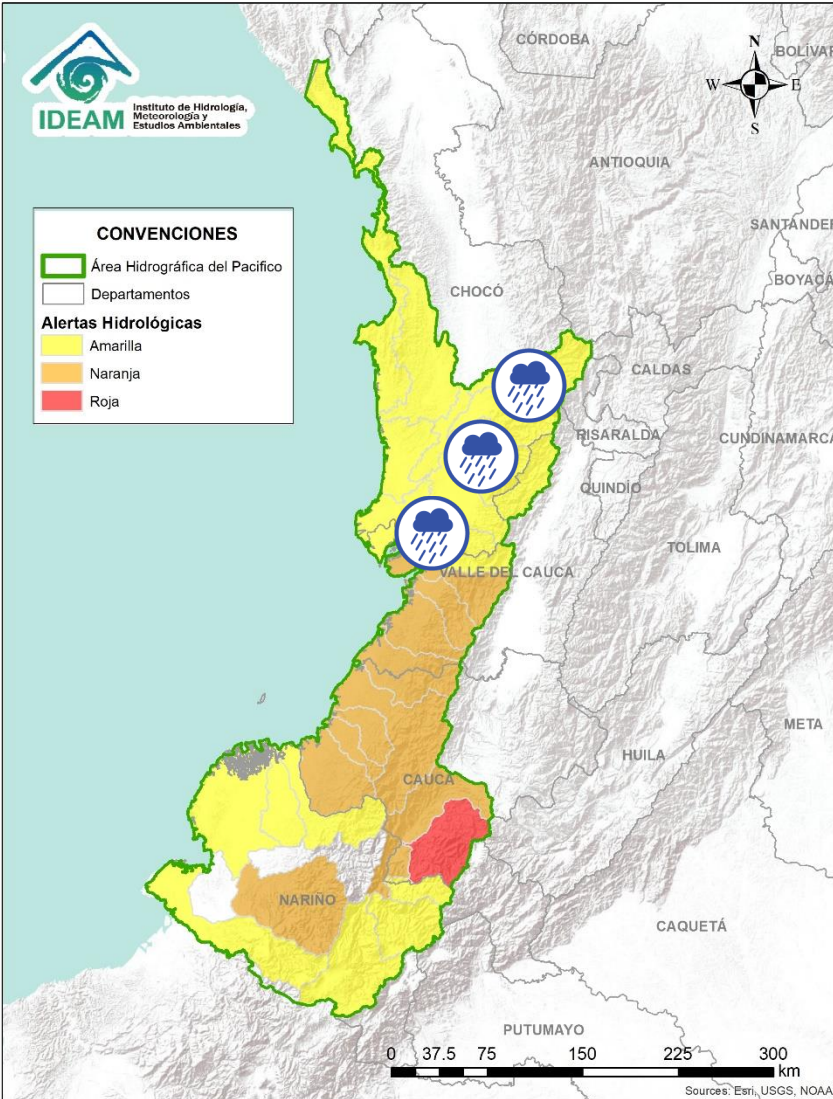 IDEAM
Instituto de Hidrología,
Meteorología y
Estudios Ambientales
N
W E
S
CÓRDOBA
BOLÍVAR
ANTIOQUIA
SANTANDER
BOYACÁ
CHOCÓ
CONVENCIONES
Área Hidrográfica del Pacifico
Departamentos
Alertas Hidrológicas
Amarilla
Naranja
Roja
CALDAS
RISARALDA
CUNDINAMARCA
QUINDÍO
TOLIMA
VALLE DEL CAUCA
META
HUILA
CAUCA
NARIÑO
CAQUETÁ
PUTUMAYO
0 37.5 75 150 225 300
km
Sources: Esri, USGS, NOAA